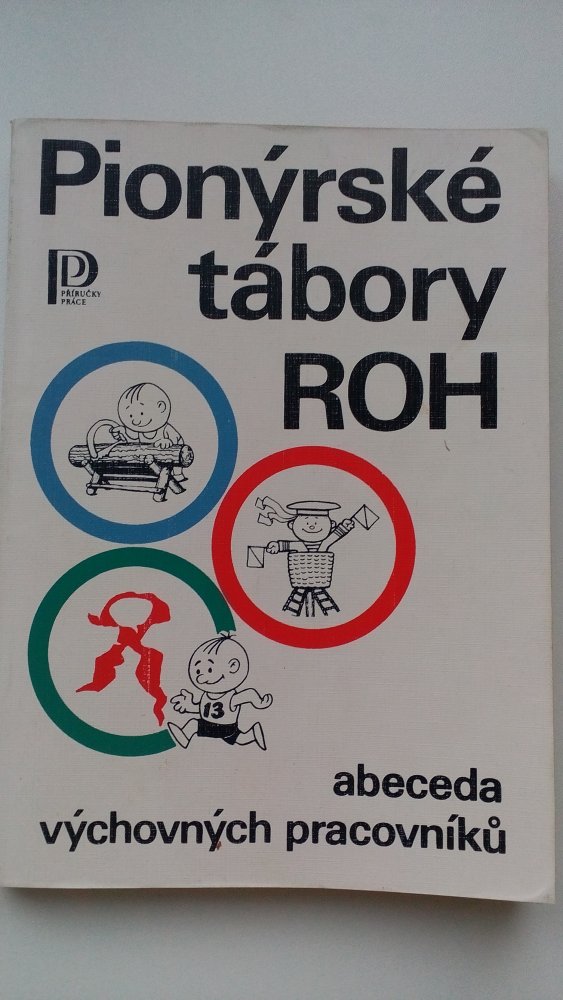 Pionýrské
tábory
PŘÍRUČKY
PRÁCE
ROH
13
abeceda
výchovných pracovníků